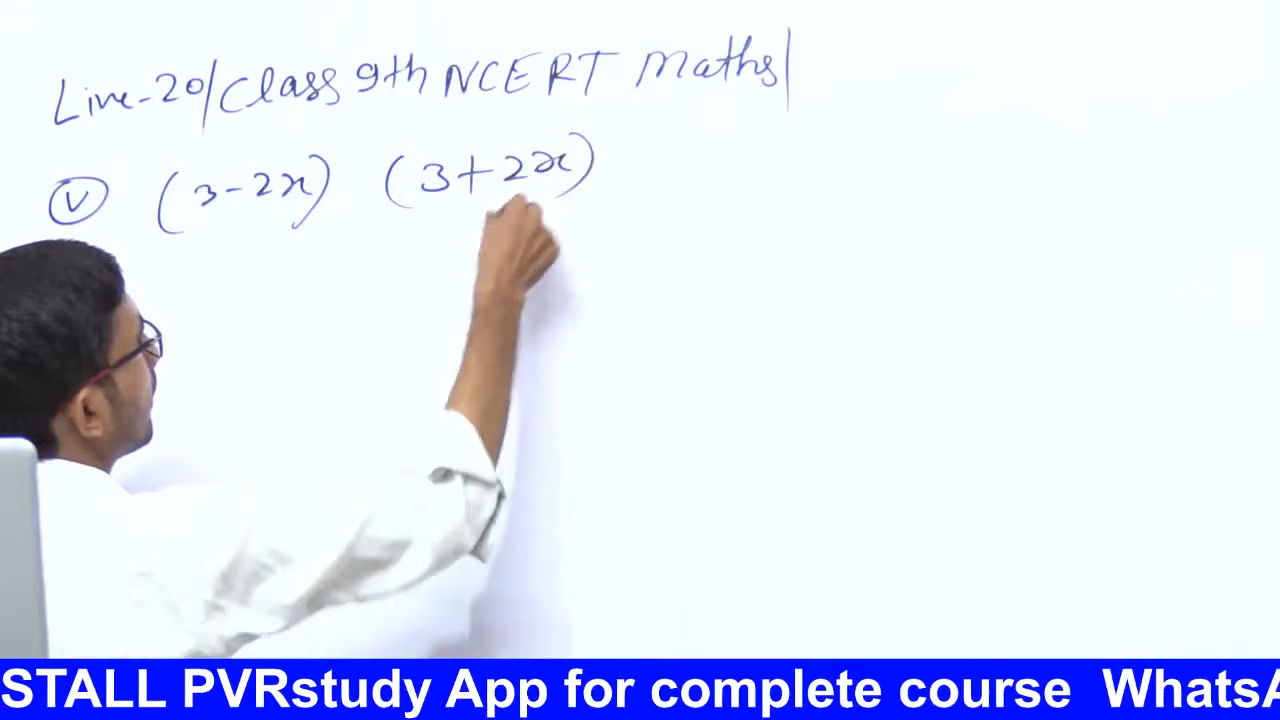 Live-20/Class 9th NCERT Maths/
(v) (3-2x) (3+2x)
STALL PVRstudy App for complete course WhatsA